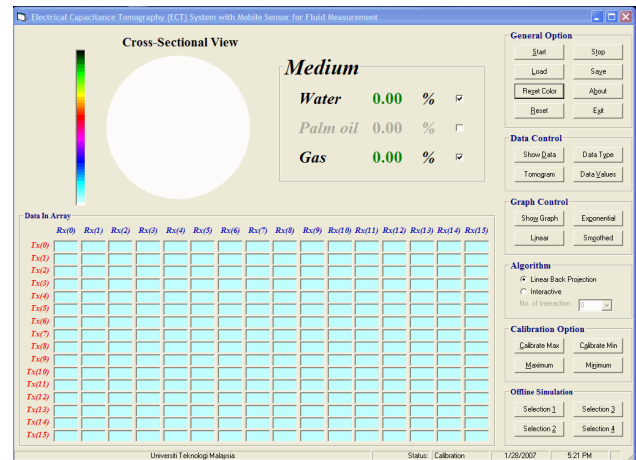 Electrical Capacitance Tomography (ECT) System with Mobile Sensor for Fluid Measurement
Cross-Sectional View
Medium
Water 0.00 %
Palm oil 0.00 %
Gas 0.00 %
Data In Array
Rx(0) Rx(1) Rx(2) Rx(3) Rx(4) Rx(5) Rx(6) Rx(7) Rx(8) Rx(9) Rx(10) Rx(11) Rx(12) Rx(13) Rx(14) Rx(15)
Tx(0)
Tx(1)
Tx(2)
Tx(3)
Tx(4)
Tx(5)
Tx(6)
Tx(7)
Tx(8)
Tx(9)
Tx(10)
Tx(11)
Tx(12)
Tx(13)
Tx(14)
Tx(15)
General Option
Start Stop
Load Save
Reset Color About
Reset Exit
Data Control
Show Data Data Type
Tomogram Data Values
Graph Control
Show Graph Exponential
Linear Smoothed
Algorithm
Linear Back Projection
Interactive
No. of Interaction : 0
Calibration Option
Calibrate Max Calibrate Min
Maximum Minimum
Offline Simulation
Selection 1 Selection 3
Selection 2 Selection 4
Universiti Teknologi Malaysia Status: Calibration 1/28/2007 5:21 PM